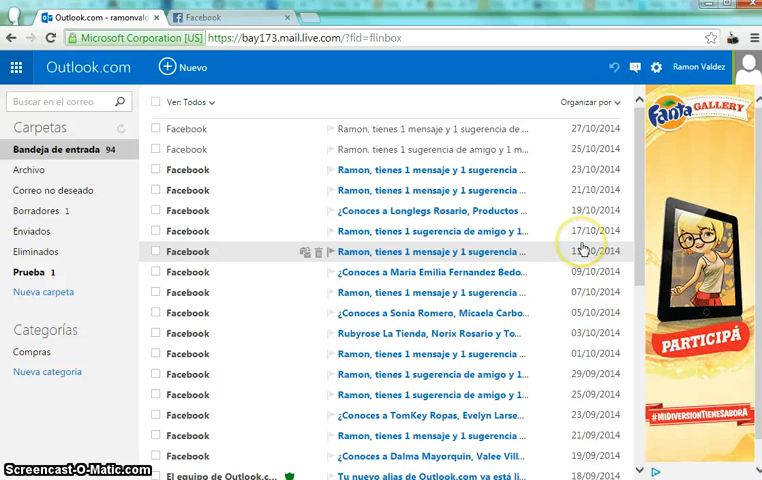 Outlook.com - ramonvald
Facebook
Microsoft Corporation [US] https://bay173.mail.live.com/?fid=flinbox
Outlook.com
Nuevo
Ramon Valdez
Buscar en el correo
Ver: Todos
Organizar por
Carpetas
Bandeja de entrada 94
Archivo
Correo no deseado
Borradores 1
Enviados
Eliminados
Prueba 1
Nueva carpeta
Categorías
Compras
Nueva categoria
Facebook Ramon, tienes 1 mensaje y 1 sugerencia de ... 27/10/2014
Facebook Ramon, tienes 1 sugerencia de amigo y 1 m... 25/10/2014
Facebook Ramon, tienes 1 mensaje y 1 sugerencia ... 23/10/2014
Facebook Ramon, tienes 1 mensaje y 1 sugerencia ... 21/10/2014
Facebook ¿Conoces a Longlegs Rosario, Productos ... 19/10/2014
Facebook Ramon, tienes 1 sugerencia de amigo y 1... 17/10/2014
Facebook Ramon, tienes 1 mensaje y 1 sugerencia ...
Facebook ¿Conoces a Maria Emilia Fernandez Bedo... 09/10/2014
Facebook Ramon, tienes 1 mensaje y 1 sugerencia ... 07/10/2014
Facebook ¿Conoces a Sonia Romero, Micaela Carbo... 05/10/2014
Facebook Rubyrose La Tienda, Norix Rosario y To... 03/10/2014
Facebook Ramon, tienes 1 mensaje y 1 sugerencia ... 01/10/2014
Facebook Ramon, tienes 1 sugerencia de amigo y 1... 29/09/2014
Facebook Ramon, tienes 1 sugerencia de amigo y 1... 25/09/2014
Facebook ¿Conoces a TomKey Ropas, Evelyn Larse... 23/09/2014
Facebook Ramon, tienes 1 mensaje y 1 sugerencia ... 21/09/2014
Facebook ¿Conoces a Dalma Mayorquin, Valee Vill... 19/09/2014
El equipo de Outlook.c... Tu nuevo alias de Outlook.com ya está li... 18/09/2014
Fanta GALLERY
PARTICIPÁ
#MIDIVERSIONTIENESABORA
Screencast-O-Matic.com